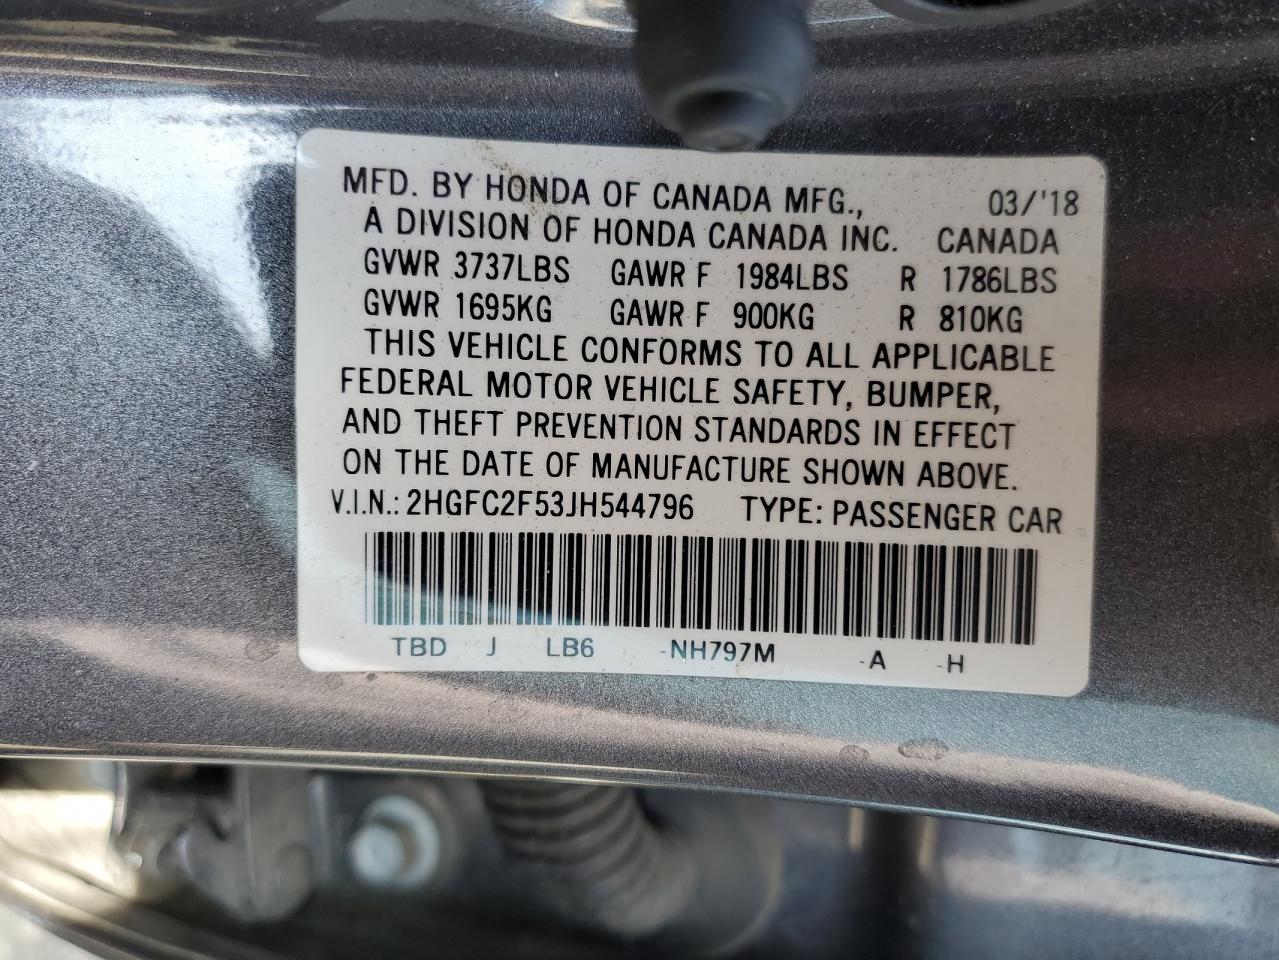 MFD. BY HONDA OF CANADA MFG., 03/'18
A DIVISION OF HONDA CANADA INC. CANADA
GVWR 3737LBS GAWR F 1984LBS R 1786LBS
GVWR 1695KG GAWR F 900KG R 810KG
THIS VEHICLE CONFORMS TO ALL APPLICABLE
FEDERAL MOTOR VEHICLE SAFETY, BUMPER,
AND THEFT PREVENTION STANDARDS IN EFFECT
ON THE DATE OF MANUFACTURE SHOWN ABOVE.
V.I.N.: 2HGFC2F53JH544796 TYPE: PASSENGER CAR
TBD J LB6 -NH797M -A -H